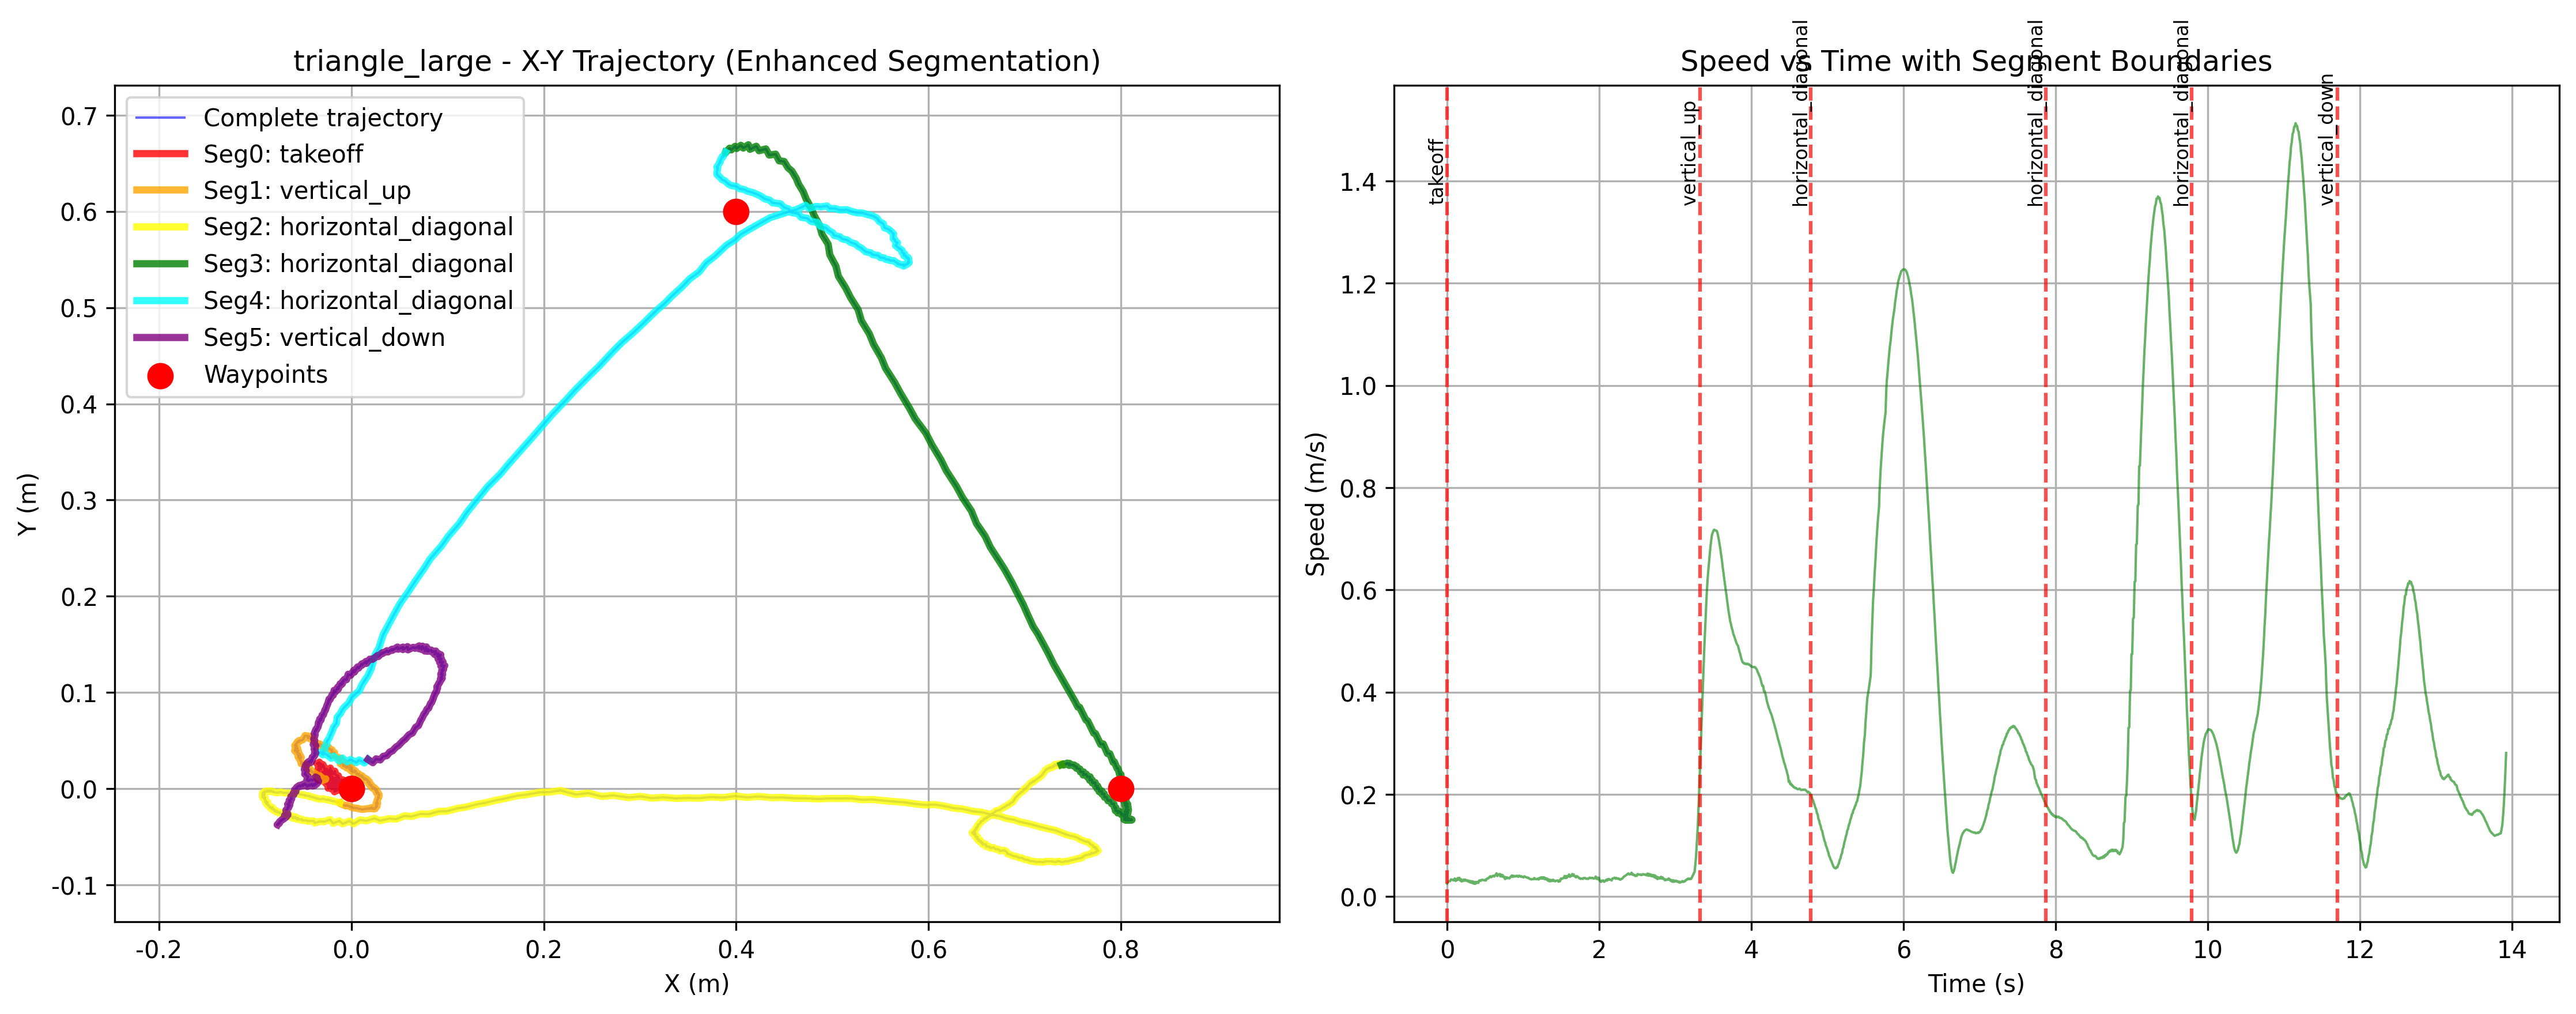 triangle_large - X-Y Trajectory (Enhanced Segmentation)
Complete trajectory
Seg0: takeoff
Seg1: vertical_up
Seg2: horizontal_diagonal
Seg3: horizontal_diagonal
Seg4: horizontal_diagonal
Seg5: vertical_down
Waypoints
0.7
0.6
0.5
0.4
0.3
0.2
0.1
0.0
-0.1
Y (m)
-0.2
0.0
0.2
0.4
0.6
0.8
X (m)
Speed vs Time with Segment Boundaries
takeoff
vertical_up
horizontal_diagonal
horizontal_diagonal
horizontal_diagonal
vertical_down
1.4
1.2
1.0
0.8
0.6
0.4
0.2
0.0
Speed (m/s)
0
2
4
6
8
10
12
14
Time (s)